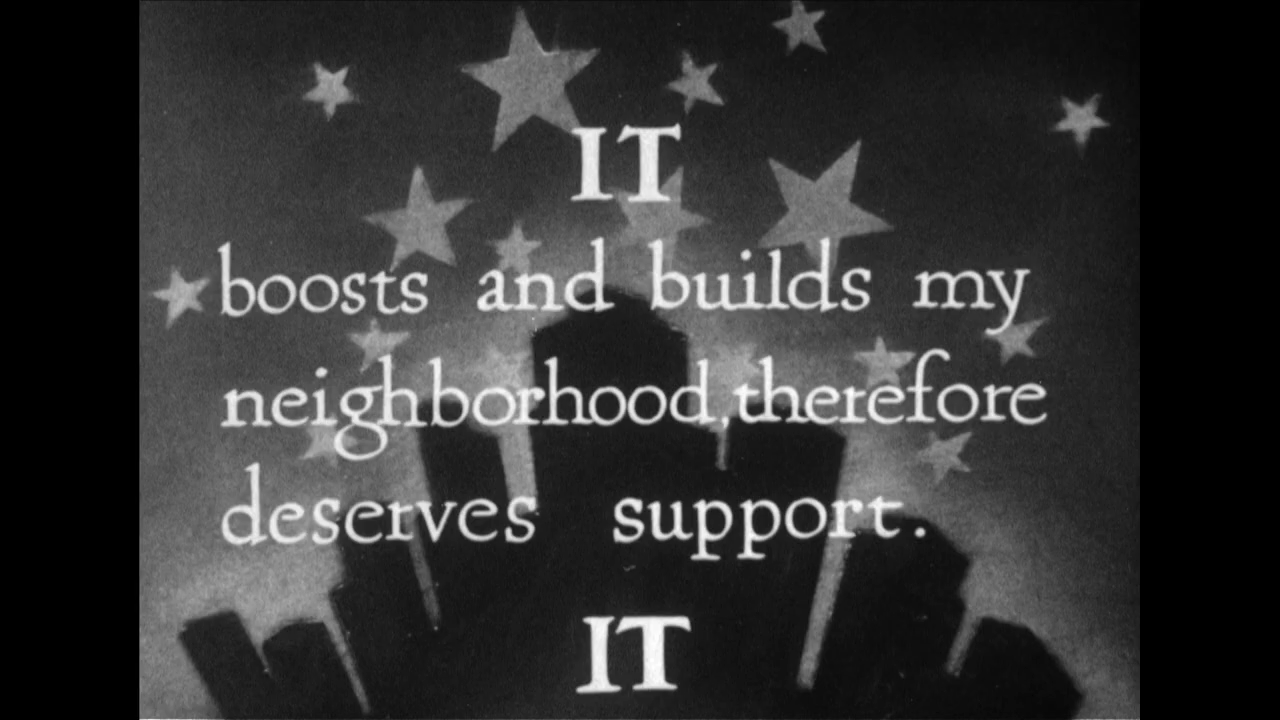 IT
boosts and builds my
neighborhood, therefore
deserves support.
IT